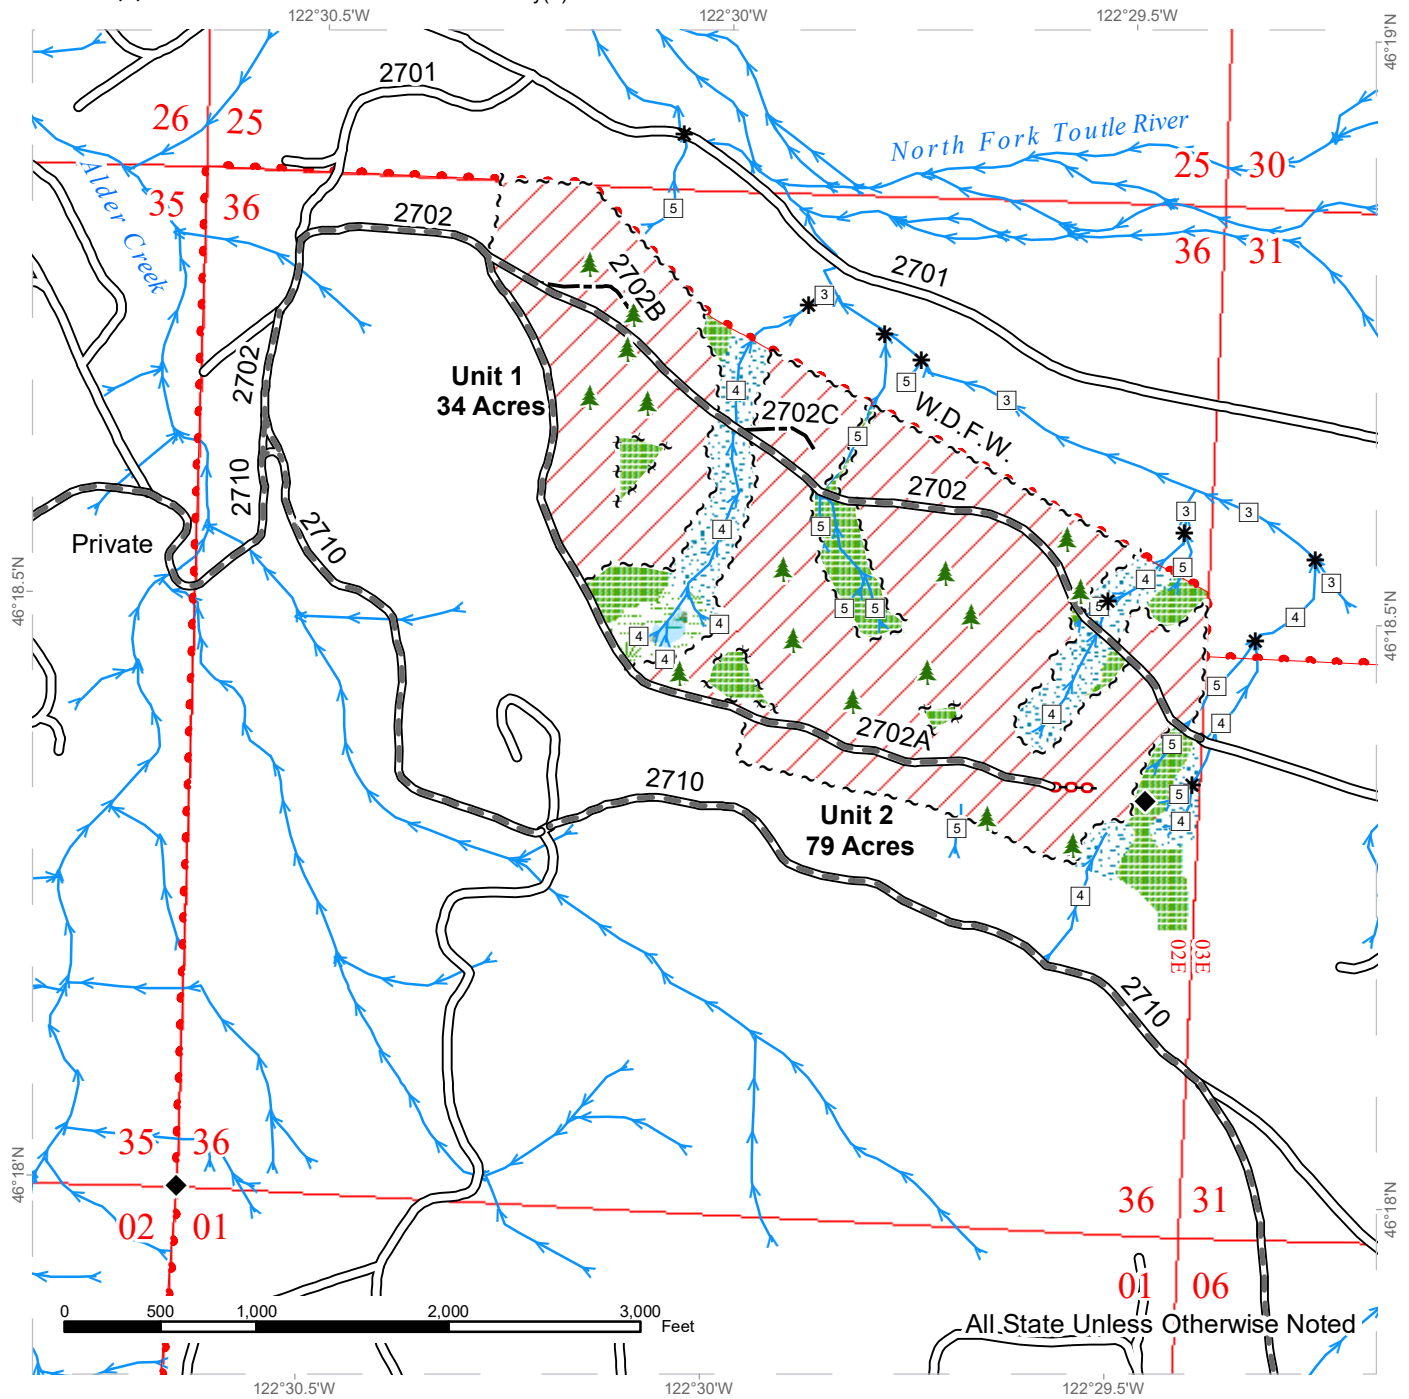 122°30.5'W
122°30'W
122°29.5'W
46°19'N
2701
26
25
North Fork Toutle River
25
30
Alder Creek
35
36
2702
5
36
31
2701
2702B
3
2702
Unit 1
34 Acres
4
5
3
W.D.F.W.
2702C
5
2710
2702
3
3
5
4
2710
Private
46°18.5'N
5
4
5
3
5
5
4
4
4
4
46°18.5'N
5
4
4
2702A
5
2710
Unit 2
79 Acres
5
5
4
4
02E
03E
2710
35
36
46°18'N
36
31
46°18'N
02
01
01
06
0
500
1,000
2,000
3,000
Feet
All State Unless Otherwise Noted
122°30.5'W
122°30'W
122°29.5'W